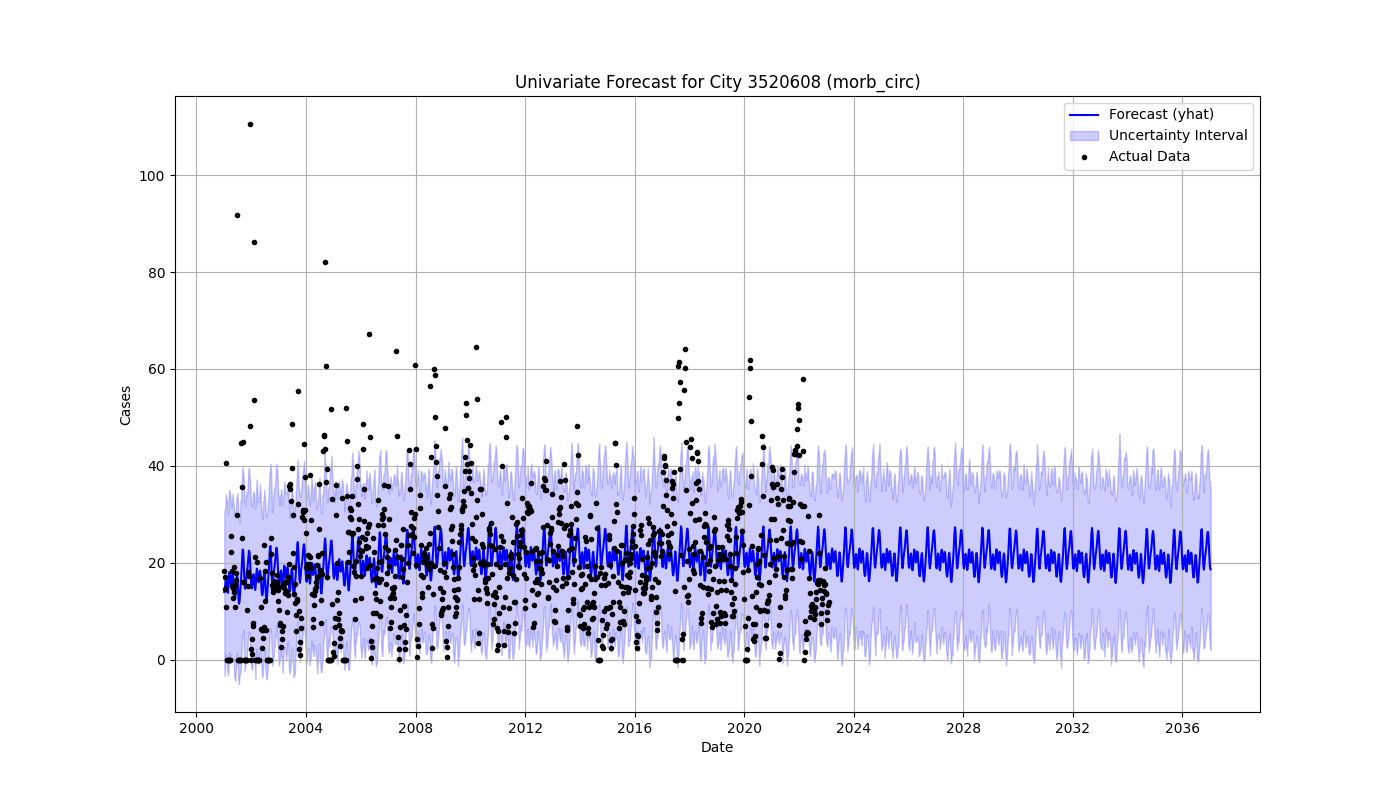 Univariate Forecast for City 3520608 (morb_circ)
Forecast (yhat)
Uncertainty Interval
Actual Data
Cases
100
80
60
40
20
0
2000 2004 2008 2012 2016 2020 2024 2028 2032 2036
Date